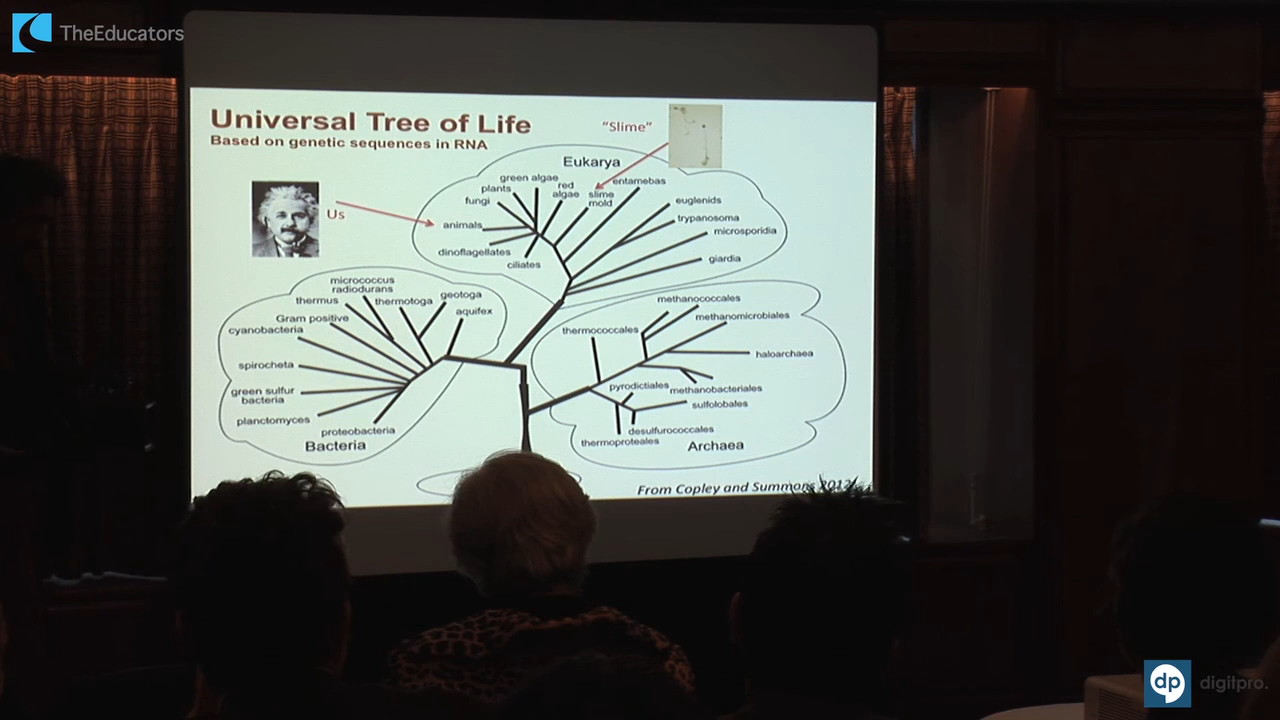 TheEducators
Universal Tree of Life
Based on genetic sequences in RNA
"Slime"
Us
Eukarya
green algae
plants
fungi
animals
dinoflagellates
ciliates
red
algae
slime
mold
entamebas
euglenids
trypanosoma
microsporidia
giardia
micrococcus
radiodurans
thermus
thermotoga
geotoga
aquifex
Gram positive
cyanobacteria
spirocheta
green sulfur
bacteria
planctomyces
proteobacteria
Bacteria
methanococcales
methanomicrobiales
thermococcales
haloarchaea
pyrodictiales
methanobacteriales
sulfolobales
desulfurococcales
thermoproteales
Archaea
From Copley and Summons 2012
dp digitpro.